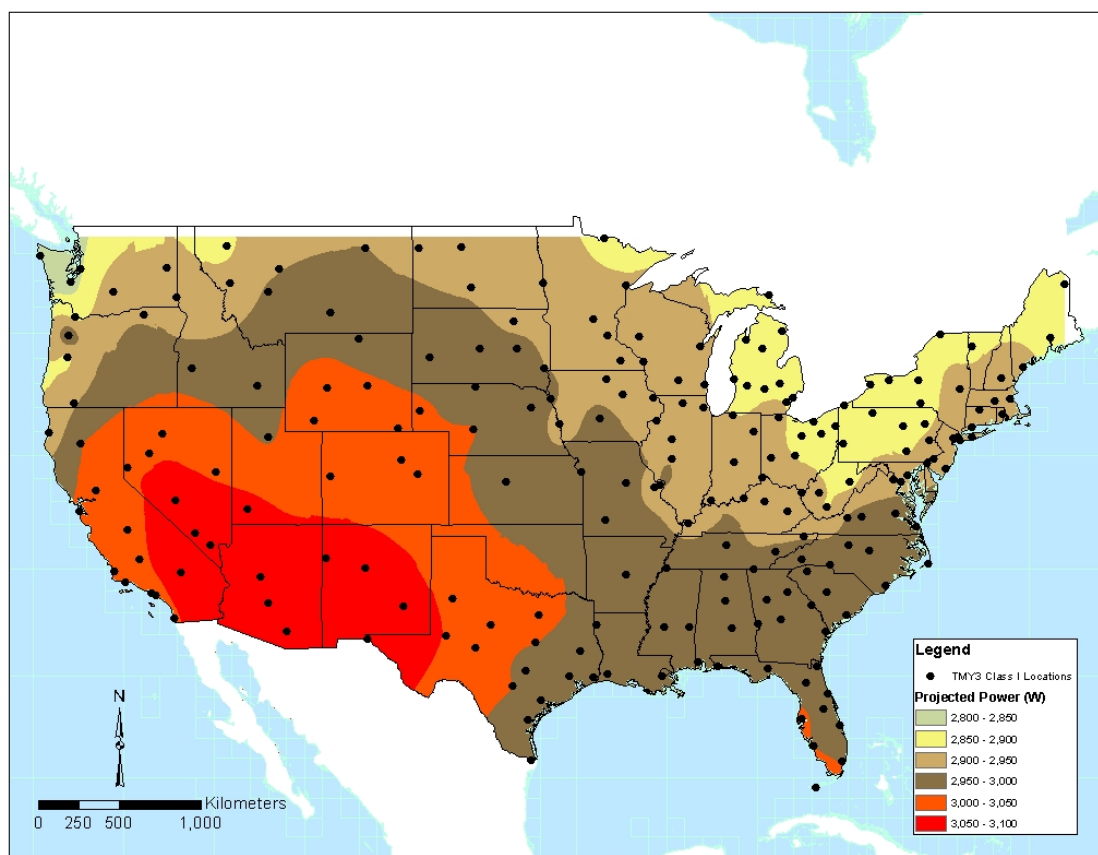 Legend
TMY3 Class I Locations
Projected Power (W)
2,800 - 2,850
2,850 - 2,900
2,900 - 2,950
2,950 - 3,000
3,000 - 3,050
3,050 - 3,100
N
Kilometers
0 250 500 1,000